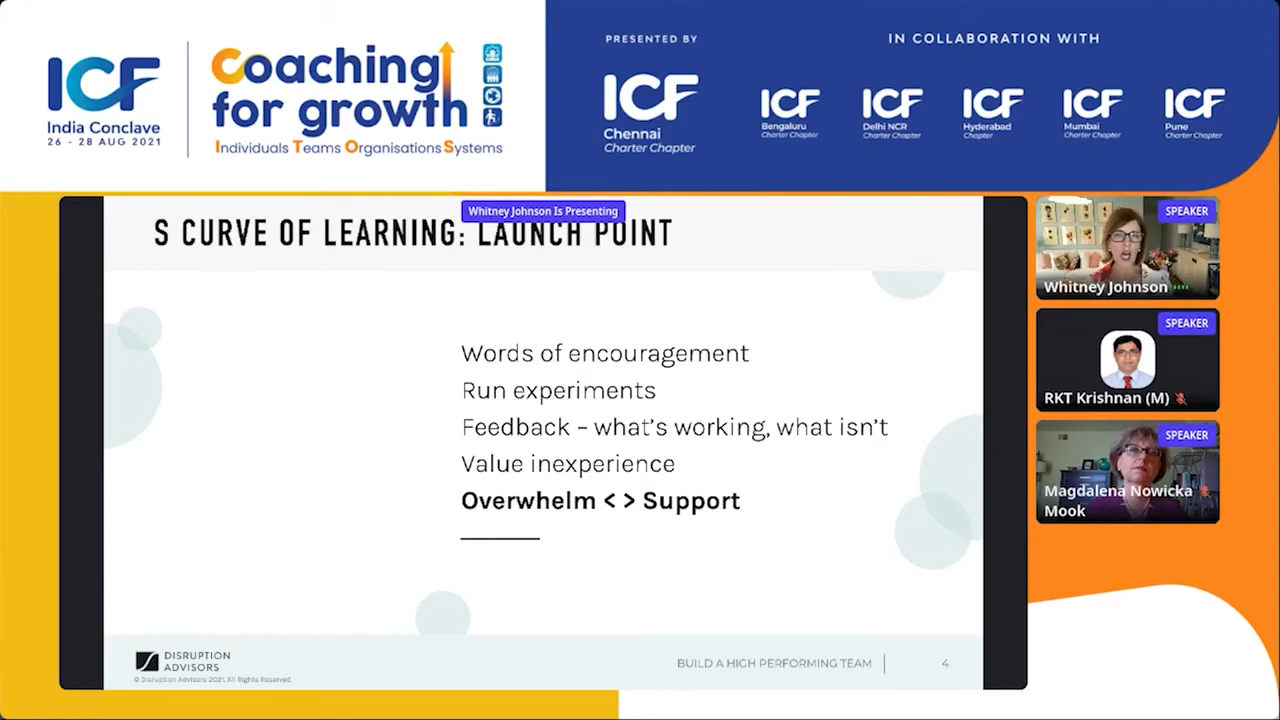 ICF
India Conclave
26 - 28 AUG 2021
Coaching
for growth
Individuals Teams Organisations Systems
PRESENTED BY
ICF
Chennai
Charter Chapter
IN COLLABORATION WITH
ICF
Bengaluru
Charter Chapter
ICF
Delhi NCR
Charter Chapter
ICF
Hyderabad
Chapter
ICF
Mumbai
Charter Chapter
ICF
Pune
Charter Chapter
Whitney Johnson Is Presenting
S CURVE OF LEARNING: LAUNCH POINT
Words of encouragement
Run experiments
Feedback – what's working, what isn't
Value inexperience
Overwhelm < > Support
DISRUPTION
ADVISORS
© Disruption Advisors 2021. All Rights Reserved.
BUILD A HIGH PERFORMING TEAM
4
SPEAKER
Whitney Johnson
SPEAKER
RKT Krishnan (M)
SPEAKER
Magdalena Nowicka
Mook